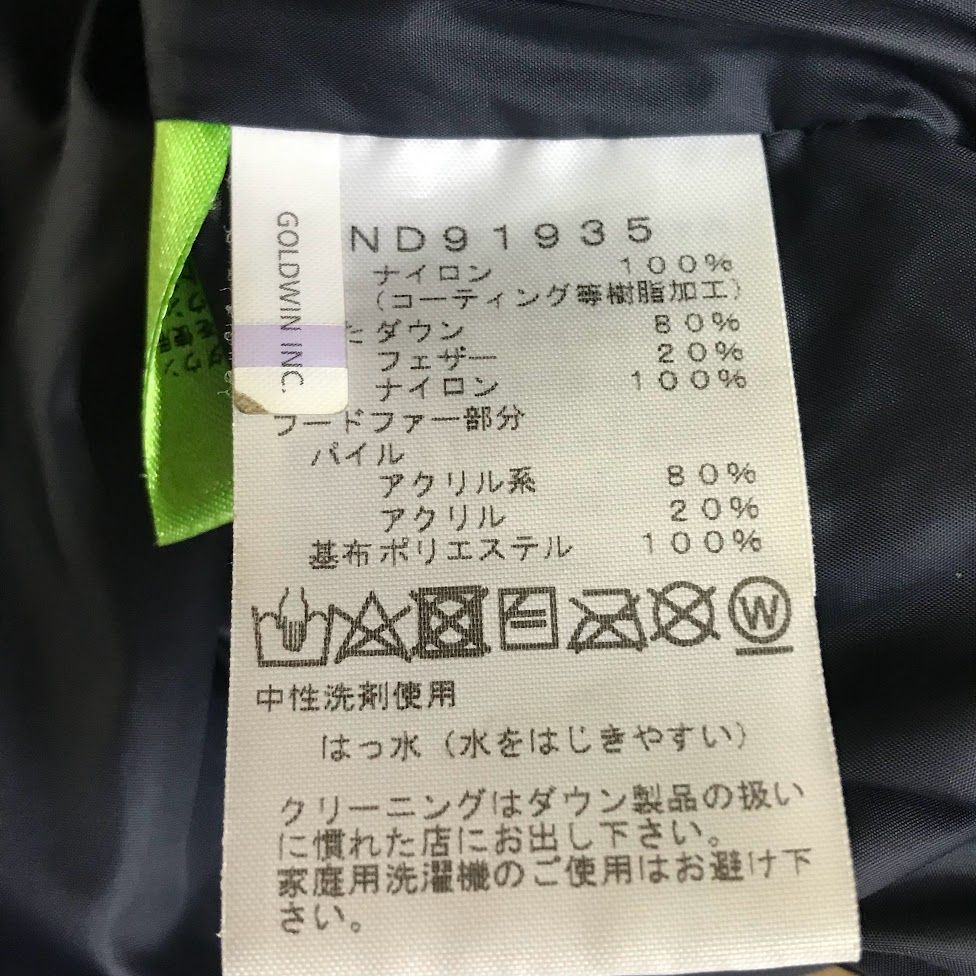 GOLDWIN INC.
ND91935
ナイロン 100%
(コーティング等樹脂加工)
たダウン 80%
フェザー 20%
ナイロン 100%
フードファー部分
パイル
アクリル系 80%
アクリル 20%
基布ポリエステル 100%
W
中性洗剤使用
はっ水（水をはじきやすい）
クリーニングはダウン製品の扱い
に慣れた店にお出し下さい。
家庭用洗濯機のご使用はお避け下
さい。